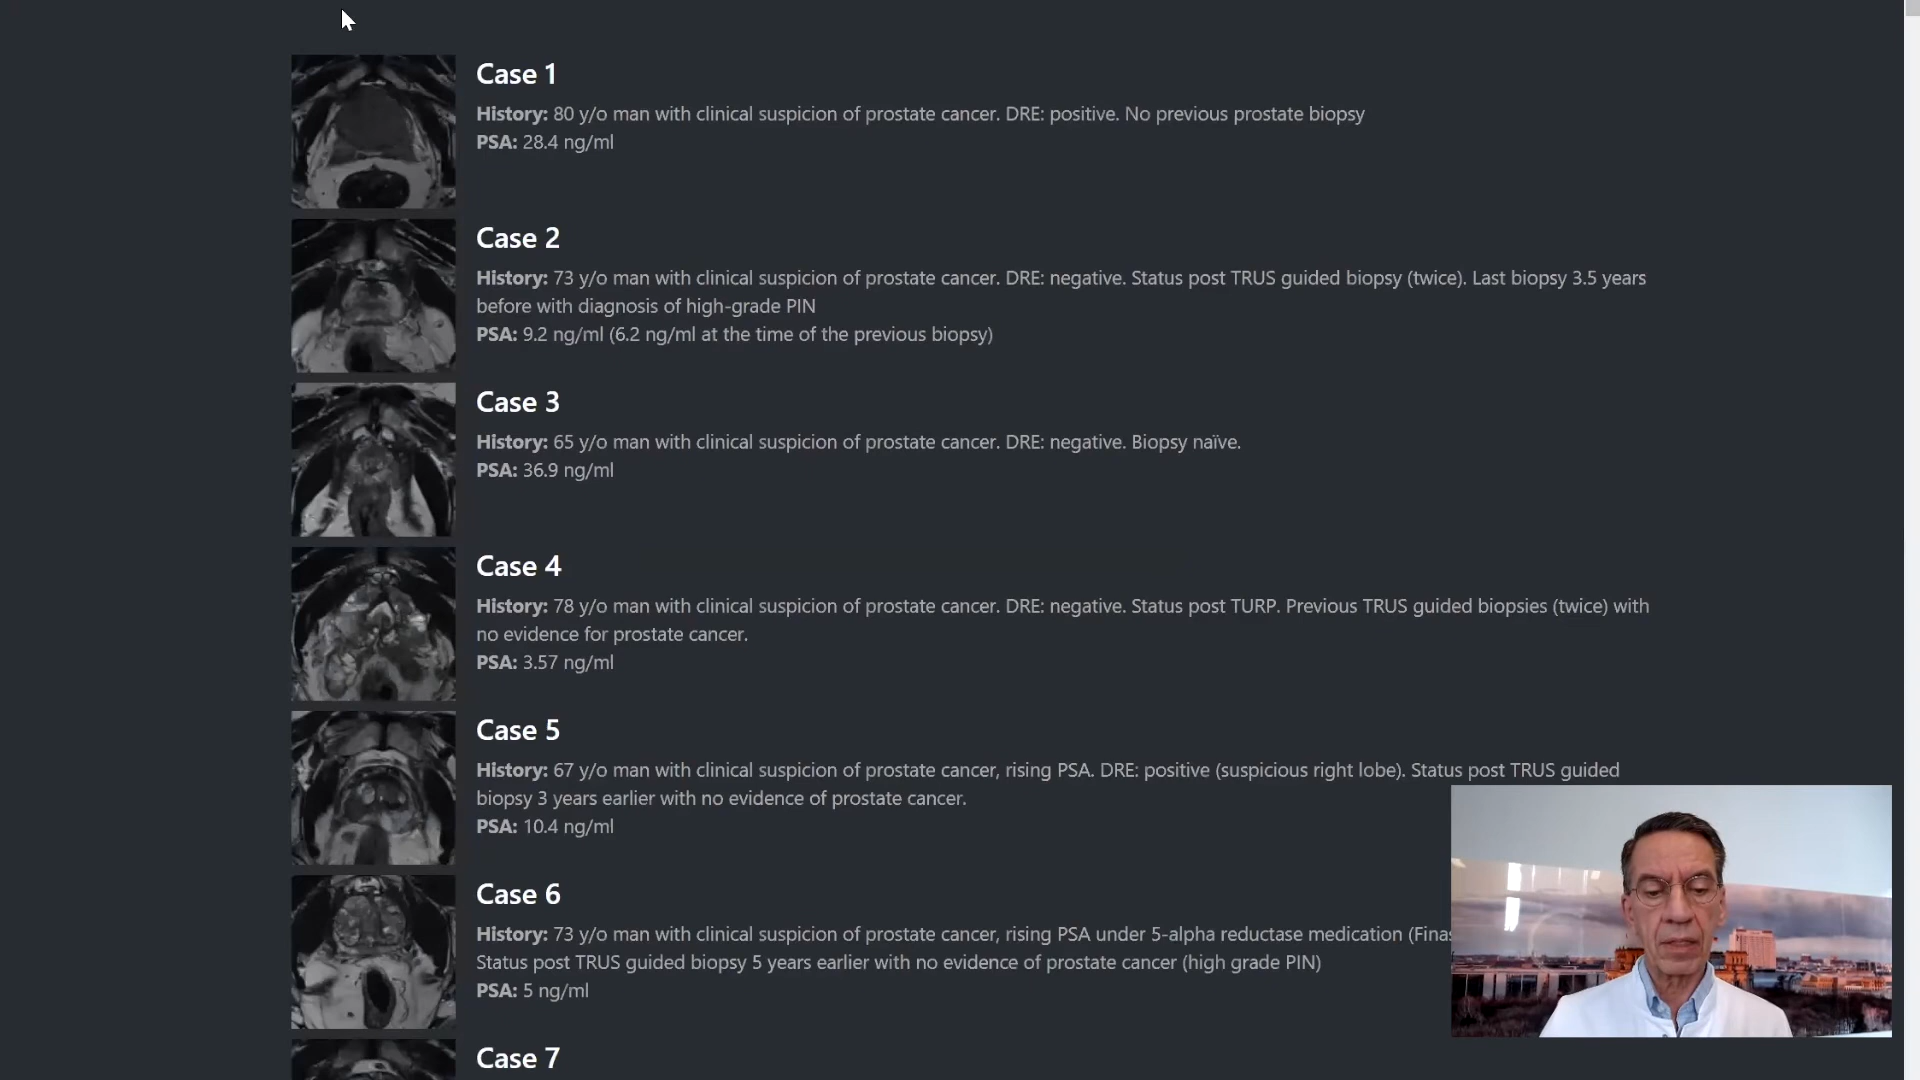 Case 1
History: 80 y/o man with clinical suspicion of prostate cancer. DRE: positive. No previous prostate biopsy
PSA: 28.4 ng/ml
Case 2
History: 73 y/o man with clinical suspicion of prostate cancer. DRE: negative. Status post TRUS guided biopsy (twice). Last biopsy 3.5 years
before with diagnosis of high-grade PIN
PSA: 9.2 ng/ml (6.2 ng/ml at the time of the previous biopsy)
Case 3
History: 65 y/o man with clinical suspicion of prostate cancer. DRE: negative. Biopsy naïve.
PSA: 36.9 ng/ml
Case 4
History: 78 y/o man with clinical suspicion of prostate cancer. DRE: negative. Status post TURP. Previous TRUS guided biopsies (twice) with
no evidence for prostate cancer.
PSA: 3.57 ng/ml
Case 5
History: 67 y/o man with clinical suspicion of prostate cancer, rising PSA. DRE: positive (suspicious right lobe). Status post TRUS guided
biopsy 3 years earlier with no evidence of prostate cancer.
PSA: 10.4 ng/ml
Case 6
History: 73 y/o man with clinical suspicion of prostate cancer, rising PSA under 5-alpha reductase medication (Finas
Status post TRUS guided biopsy 5 years earlier with no evidence of prostate cancer (high grade PIN)
PSA: 5 ng/ml
Case 7